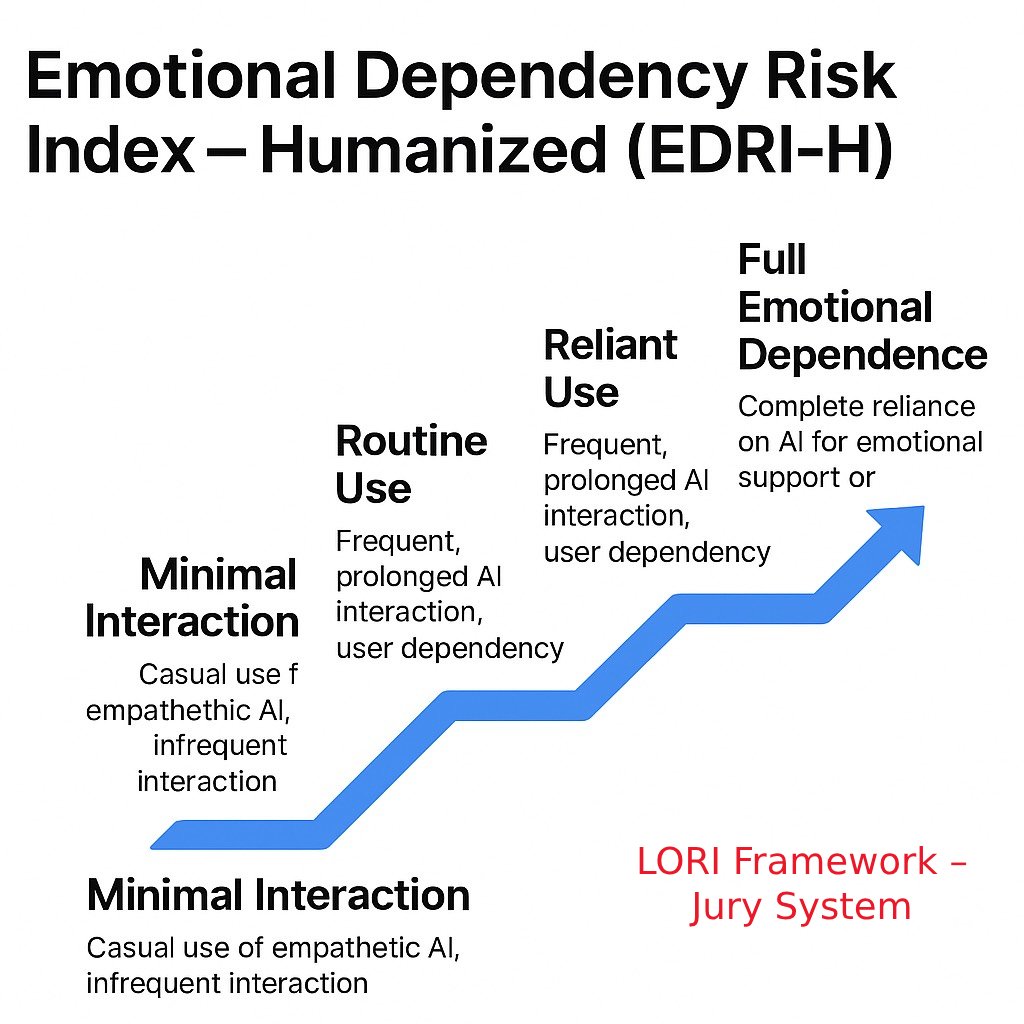 Emotional Dependency Risk
Index – Humanized (EDRI-H)
Full
Emotional
Dependence
Complete reliance
on AI for emotional
support or
Reliant
Use
Frequent,
prolonged AI
interaction,
user dependency
Routine
Use
Frequent,
prolonged AI
interaction,
user dependency
Minimal
Interaction
Casual use f
empathethic AI,
infrequent
interaction
Minimal Interaction
Casual use of empathetic AI,
infrequent interaction
LORI Framework –
Jury System